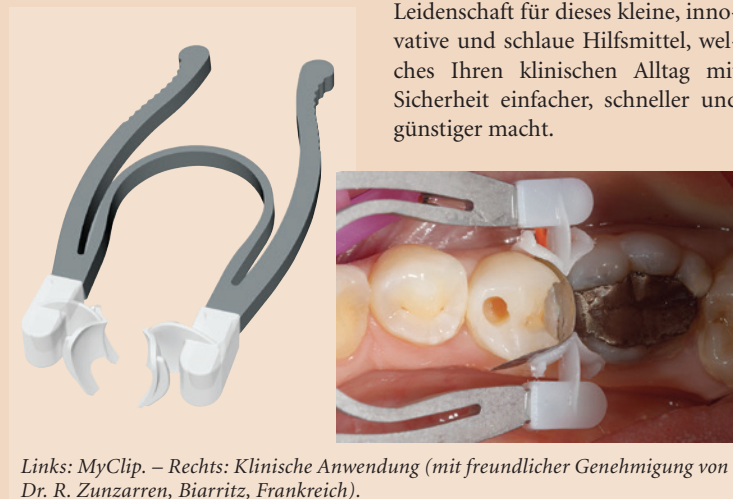 Leidenschaft für dieses kleine, inno-
vative und schlaue Hilfsmittel, wel-
ches Ihren klinischen Alltag mit
Sicherheit einfacher, schneller und
günstiger macht.
Links: MyClip. – Rechts: Klinische Anwendung (mit freundlicher Genehmigung von
Dr. R. Zunzarren, Biarritz, Frankreich).